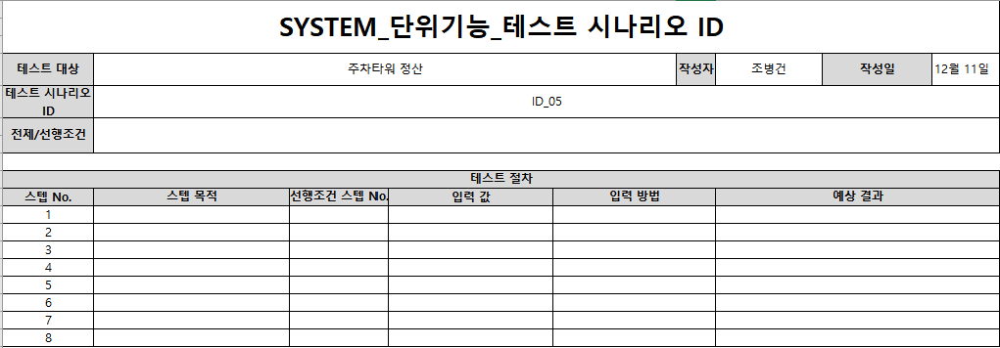 SYSTEM_단위기능_테스트 시나리오 ID
테스트 대상 주차타워 정산 작성자 조병건 작성일 12월 11일
테스트 시나리오
ID
ID_05
전제/선행조건
테스트 절차
스텝 No. 스텝 목적 선행조건 스텝 No. 입력 값 입력 방법 예상 결과
1
2
3
4
5
6
7
8